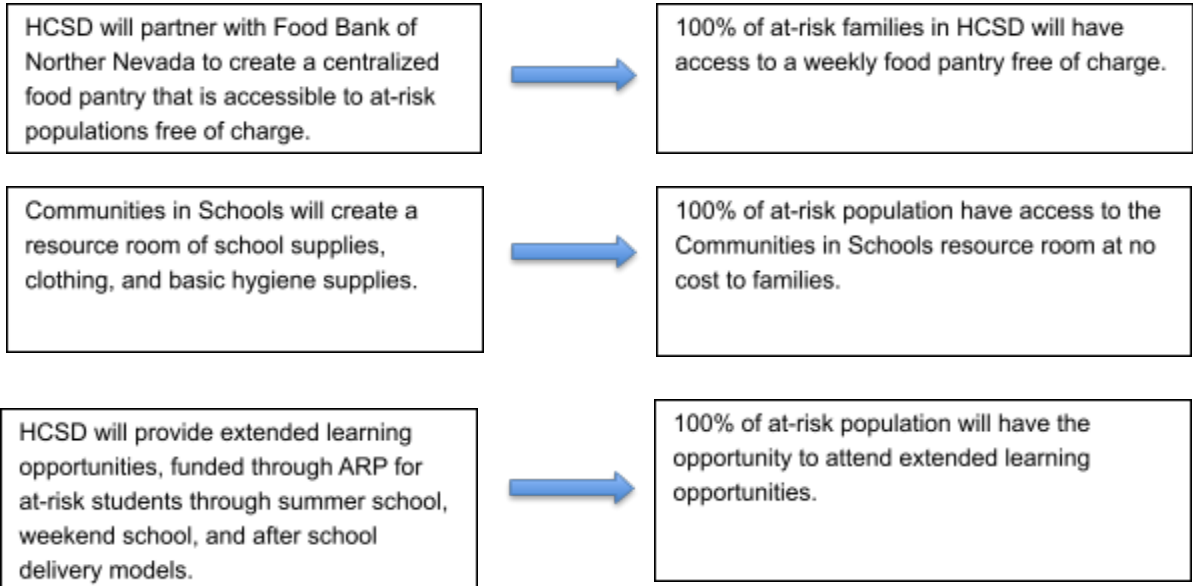 HCSD will partner with Food Bank of
Norther Nevada to create a centralized
food pantry that is accessible to at-risk
populations free of charge.
100% of at-risk families in HCSD will have
access to a weekly food pantry free of charge.
Communities in Schools will create a
resource room of school supplies,
clothing, and basic hygiene supplies.
100% of at-risk population have access to the
Communities in Schools resource room at no
cost to families.
HCSD will provide extended learning
opportunities, funded through ARP for
at-risk students through summer school,
weekend school, and after school
delivery models.
100% of at-risk population will have the
opportunity to attend extended learning
opportunities.